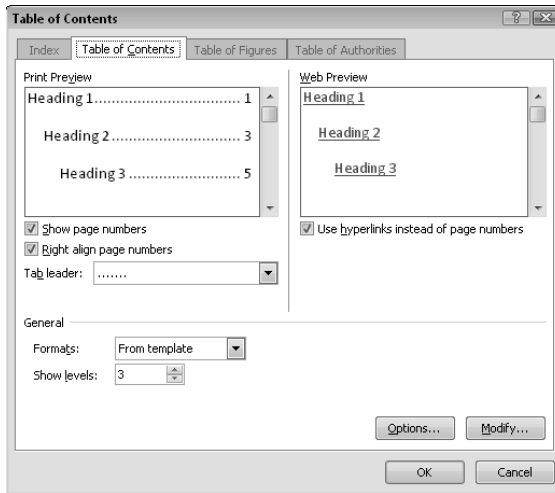 Table of Contents
Index Table of Contents Table of Figures Table of Authorities
Print Preview
Heading 1.................................... 1
Heading 2................................ 3
Heading 3............................ 5
Show page numbers
Right align page numbers
Tab leader: .......
Web Preview
Heading 1
Heading 2
Heading 3
Use hyperlinks instead of page numbers
General
Formats: From template
Show levels: 3
Options... Modify...
OK Cancel